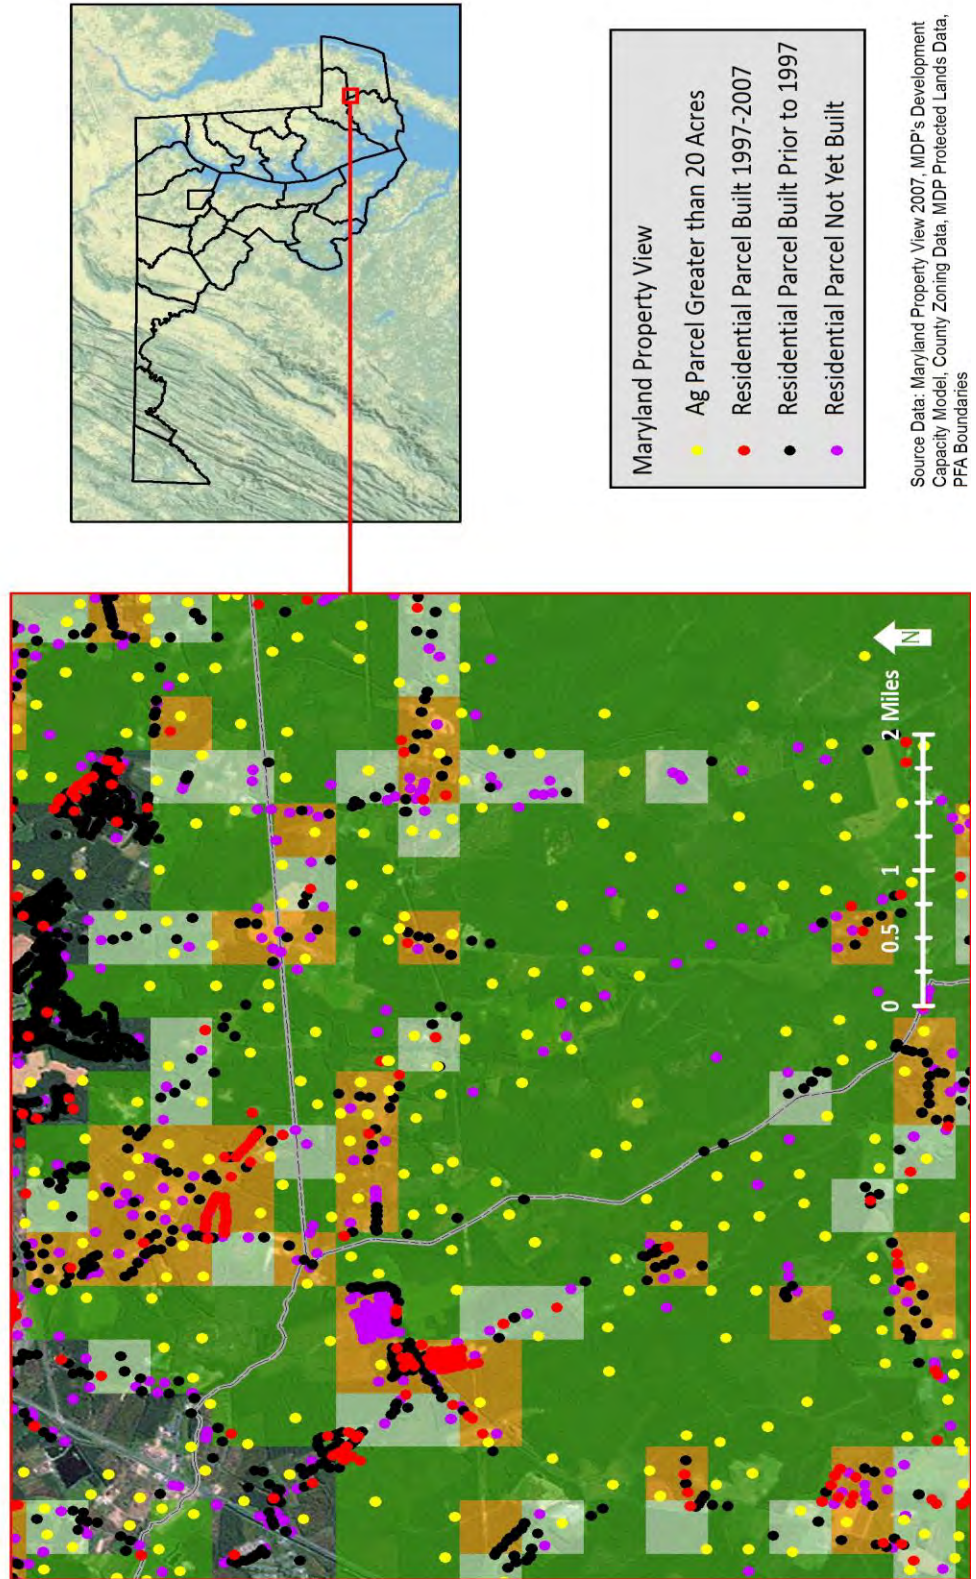 Maryland Property View
Ag Parcel Greater than 20 Acres
Residential Parcel Built 1997-2007
Residential Parcel Built Prior to 1997
Residential Parcel Not Yet Built
Source Data: Maryland Property View 2007, MDP's Development
Capacity Model, County Zoning Data, MDP Protected Lands Data,
PFA Boundaries
N
0 0.5 1 2 Miles